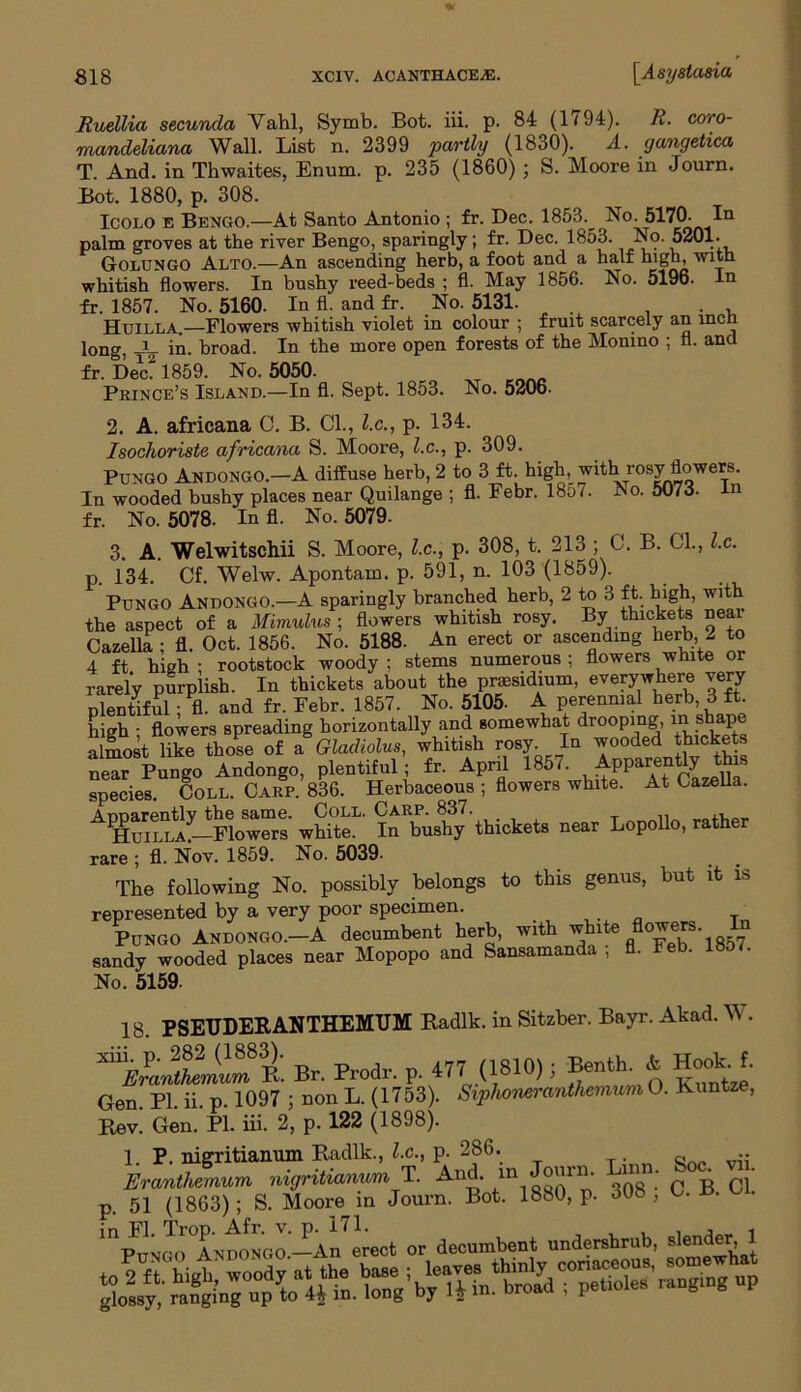 818 XCIV. ACANTHACEÆ. [Asystasia
Ruellia secunda Vahl, Symb. Bot. iii. p. 84 (1794). R. coro-
mandeliana Wall. List n. 2399 partly (1830). A. gangetica
T. And. in Thwaites, Enum. p. 235 (1860) ; S. Moore in Journ.
Bot. 1880, p. 308.
Icolo e Bengo.—At Santo Antonio ; fr. Dec. 1853. No. 5170. In
palm groves at the river Bengo, sparingly ; fr. Dec. 1853. No. 5201.
Golungo Alto.—An ascending herb, a foot and a half high, with
whitish flowers. In bushy reed-beds ; fl. May 1856. No. 5196. In
fr. 1857. No. 5160. In fl. and fr. No. 5131.
Huilla.—Flowers whitish violet in colour ; fruit scarcely an inch
long, 1/12 in. broad. In the more open forests of the Monino ; fl. and
fr. Dec. 1859. No. 5050.
Prince's Island.—In fl. Sept. 1853. No. 5206.
2. A. africana C. B. Cl., l.c., p. 134.
Isochoriste africana S. Moore, l.c., p. 309.
Pungo Andongo.—A diffuse herb, 2 to 3 ft. high, with rosy flowers.
In wooded bushy places near Quilange ; fl. Febr. 1857. No. 5073. In
fr. No. 5078. In fl. No. 5079.
3. A. Welwitschii S. Moore, l.c., p. 308, t. 213 ; C. B. Cl., l.c.
p. 134. Cf. Welw. Apontam. p. 591, n. 103 (1859).
Pungo Andongo.—A sparingly branched herb, 2 to 3 ft. high, with
the aspect of a Mimulus ; flowers whitish rosy. By thickets near
Cazella ; fl. Oct. 1856. No. 5188. An erect or ascending herb, 2 to
4 ft. high ; rootstock woody ; stems numerous ; flowers white or
rarely purplish. In thickets about the præsidium, everywhere very
plentiful ; fl. and fr. Febr. 1857. No. 5105. A perennial herb, 3 ft.
high ; flowers spreading horizontally and somewhat drooping, in shape
almost like those of a Gladiolus, whitish rosy. In wooded thickets
near Pungo Andongo, plentiful ; fr. April 1857. Apparently this
species. Coll. Carp. 836. Herbaceous ; flowers white. At Cazella.
Apparently the same. Coll. Carp. 837.
Huilla.—Flowers white. In bushy thickets near Lopollo, rather
rare ; fl. Nov. 1859. No. 5039.
The following No. possibly belongs to this genus, but it is
represented by a very poor specimen.
Pungo Andongo.—A decumbent herb, with white flowers. In
sandy wooded places near Mopopo and Sansamanda ; fl. Feb. 1857.
No. 5159.
18. PSEUDERANTHEMUM Radlk. in Sitzber. Bayr. Akad. W.
xiii. p. 282 (1883).
Eranthemum R. Br. Prodr. p. 477 (1810) ; Benth. & Hook. f.
Gen. Pl. ii. p. 1097 ; non L. (1753). Siphoneranthemum O. Kuntze,
Rev. Gen. Pl. iii. 2, p. 122 (1898).
1. P. nigritianum Radlk., l.c., p. 286.
Eranthemum nigritianum T. And. in Journ. Linn. Soc. vii.
p. 51 (1863) ; S. Moore in Journ. Bot. 1880, p. 308 ; C. B. Cl.
in Fl. Trop. Afr. v. p. 171.
Pungo Andongo.—An erect or decumbent undershrub, slender, 1
to 2 ft. high, woody at the base ; leaves thinly coriaceous, somewhat
glossy, ranging up to 4½ in. long by 1½ in. broad ; petioles ranging up